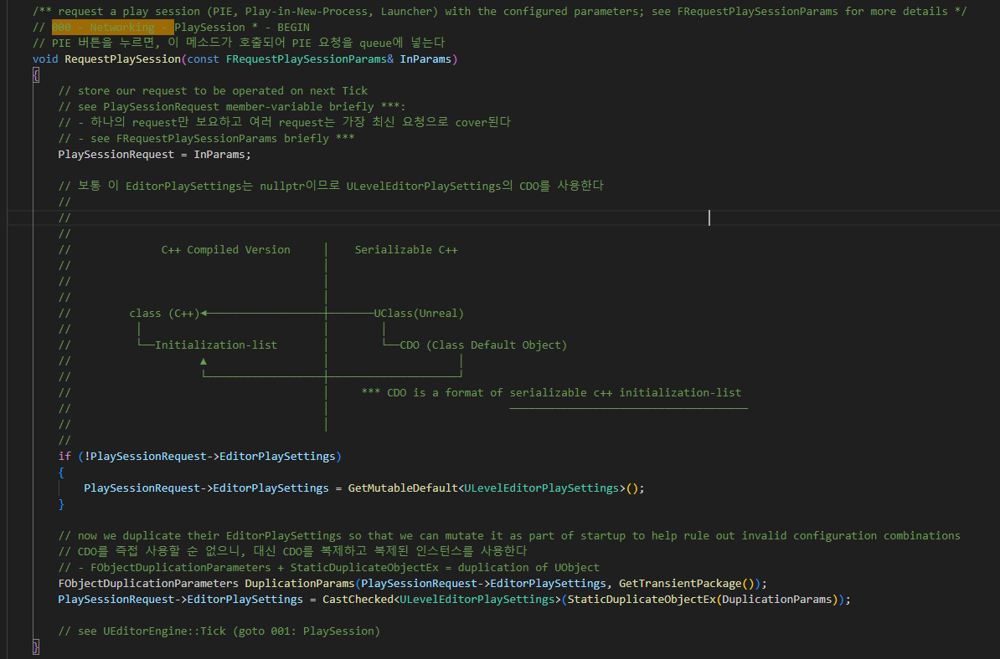 /** request a play session (PIE, Play-in-New-Process, Launcher) with the configured parameters; see FRequestPlaySessionParams for more details */
// 000 - Networking - PlaySession * - BEGIN
// PIE 버튼을 누르면, 이 메소드가 호출되어 PIE 요청을 queue에 넣는다
void RequestPlaySession(const FRequestPlaySessionParams& InParams)
{
// store our request to be operated on next Tick
// see PlaySessionRequest member-variable briefly ***:
// - 하나의 request만 보요하고 여러 request는 가장 최신 요청으로 cover된다
// - see FRequestPlaySessionParams briefly ***
PlaySessionRequest = InParams;
// 보통 이 EditorPlaySettings는 nullptr이므로 ULevelEditorPlaySettings의 CDO를 사용한다
//
//
//
// C++ Compiled Version │ Serializable C++
// │
// │
// │
// class (C++)◄──────────────────┼───────UClass(Unreal)
// │ │ │
// └──Initialization-list │ └──CDO (Class Default Object)
// ▲ │ │
// └──────────────────┼────────────────────┘
// │ *** CDO is a format of serializable c++ initialization-list
// │ ─────────────────────────────────────
// │
//
if (!PlaySessionRequest->EditorPlaySettings)
{
PlaySessionRequest->EditorPlaySettings = GetMutableDefault<ULevelEditorPlaySettings>();
}
// now we duplicate their EditorPlaySettings so that we can mutate it as part of startup to help rule out invalid configuration combinations
// CDO를 즉접 사용할 순 없으니, 대신 CDO를 복제하고 복제된 인스턴스를 사용한다
// - FObjectDuplicationParameters + StaticDuplicateObjectEx = duplication of UObject
FObjectDuplicationParameters DuplicationParams(PlaySessionRequest->EditorPlaySettings, GetTransientPackage());
PlaySessionRequest->EditorPlaySettings = CastChecked<ULevelEditorPlaySettings>(StaticDuplicateObjectEx(DuplicationParams));
// see UEditorEngine::Tick (goto 001: PlaySession)
}